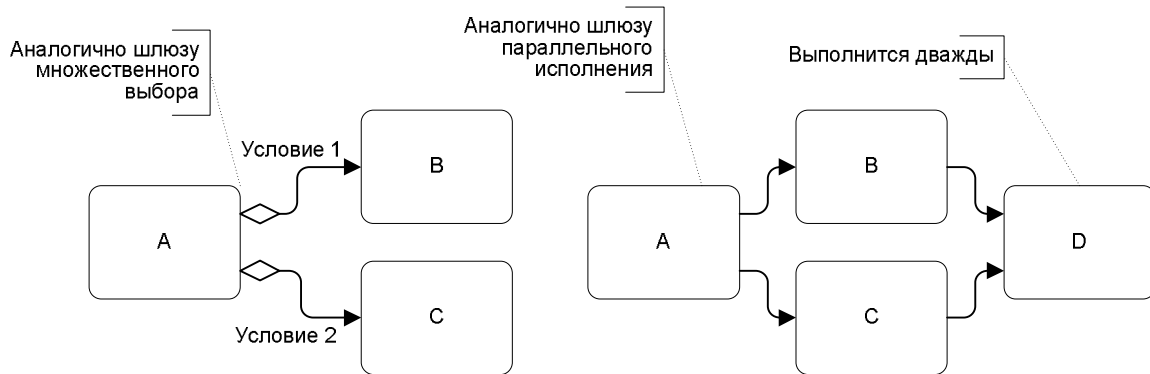 Аналогично шлюзу
множественного
выбора
Условие 1
B
A
C
Условие 2
Аналогично шлюзу
параллельного
исполнения
Выполнится дважды
B
A
D
C